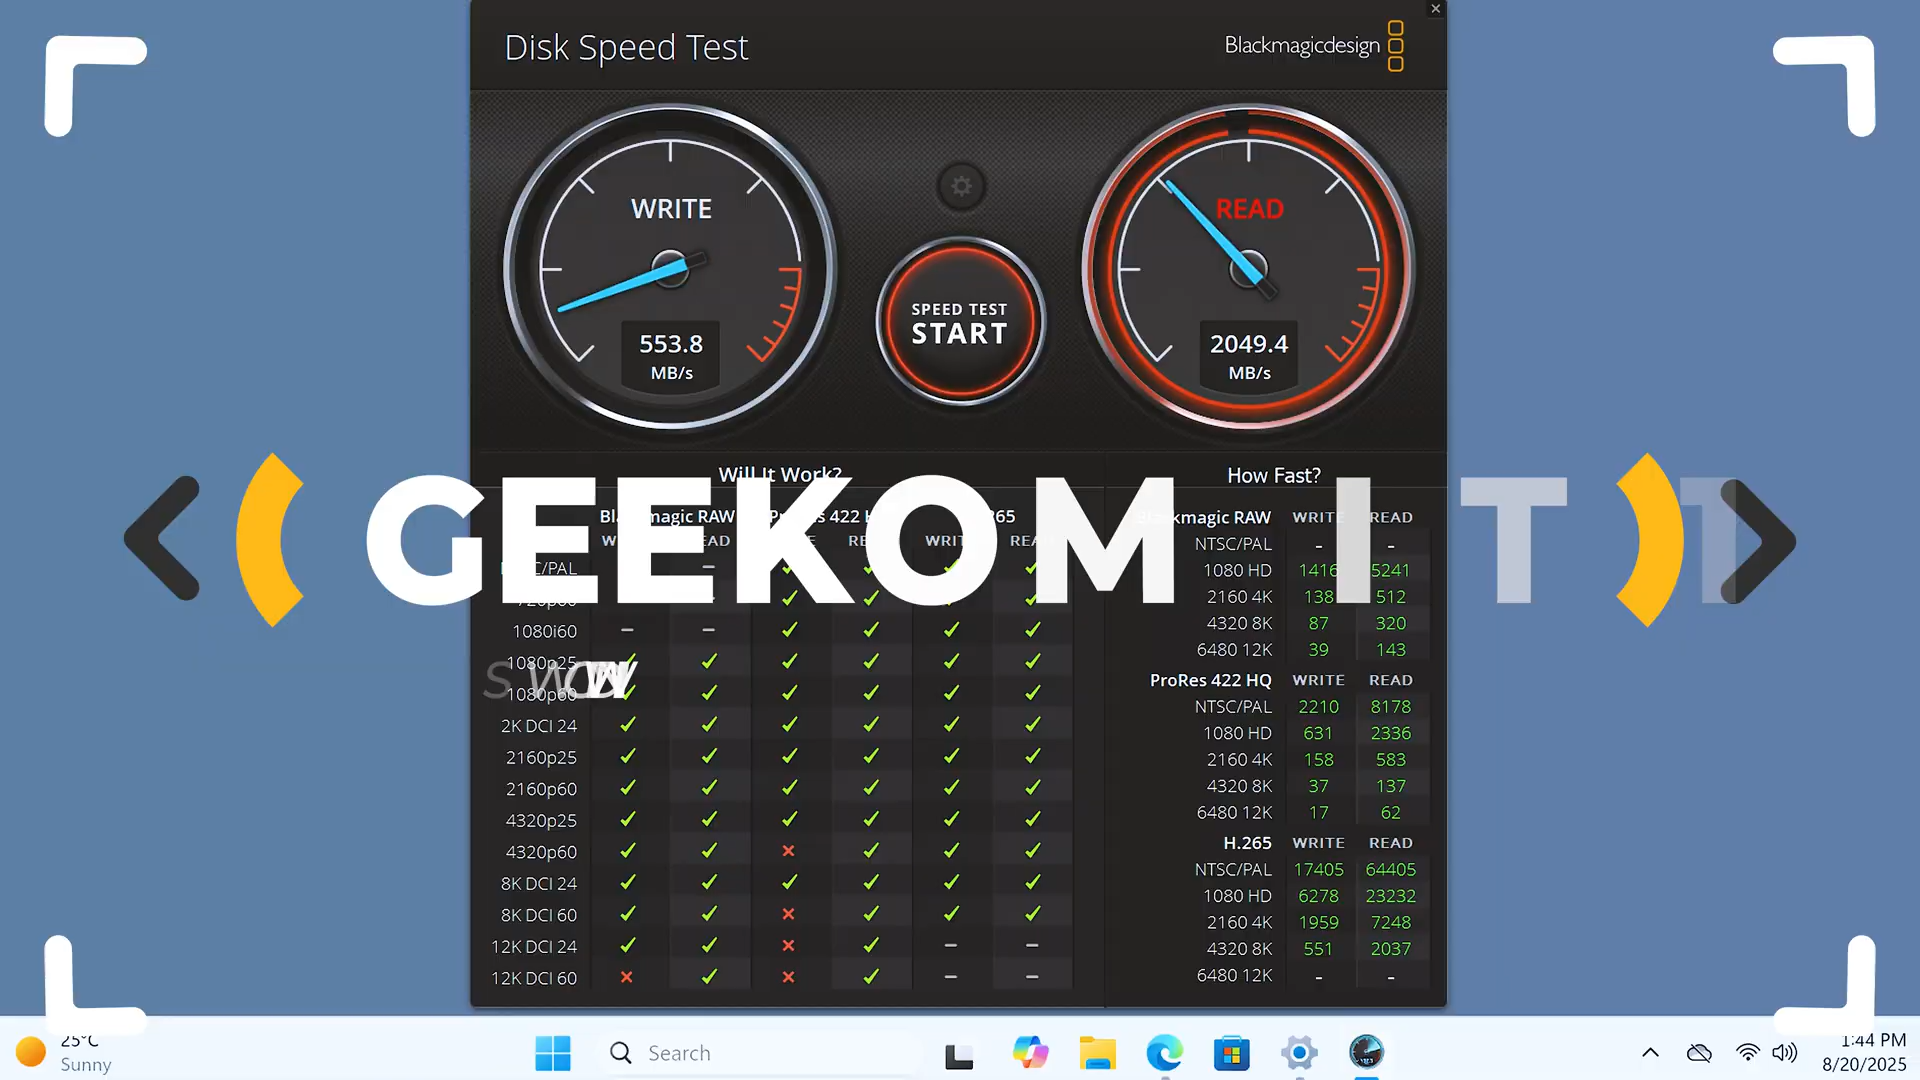 Disk Speed Test
Blackmagicdesign
WRITE
553.8
MB/s
SPEED TEST
START
READ
2049.4
MB/s
Will It Work?
How Fast?
GEEKOM I T
Blackmagic RAW
WRITE READ
NTSC/PAL - -
1080 HD 1416 5241
2160 4K 138 512
4320 8K 87 320
6480 12K 39 143
ProRes 422 HQ WRITE READ
NTSC/PAL 2210 8178
1080 HD 631 2336
2160 4K 158 583
4320 8K 37 137
6480 12K 17 62
H.265 WRITE READ
NTSC/PAL 17405 64405
1080 HD 6278 23232
2160 4K 1959 7248
4320 8K 551 2037
6480 12K - -
1080i60
1080p25
1080p60
2K DCI 24
2160p25
2160p60
4320p25
4320p60
8K DCI 24
8K DCI 60
12K DCI 24
12K DCI 60
25°C
Sunny
Search
1:44 PM
8/20/2025